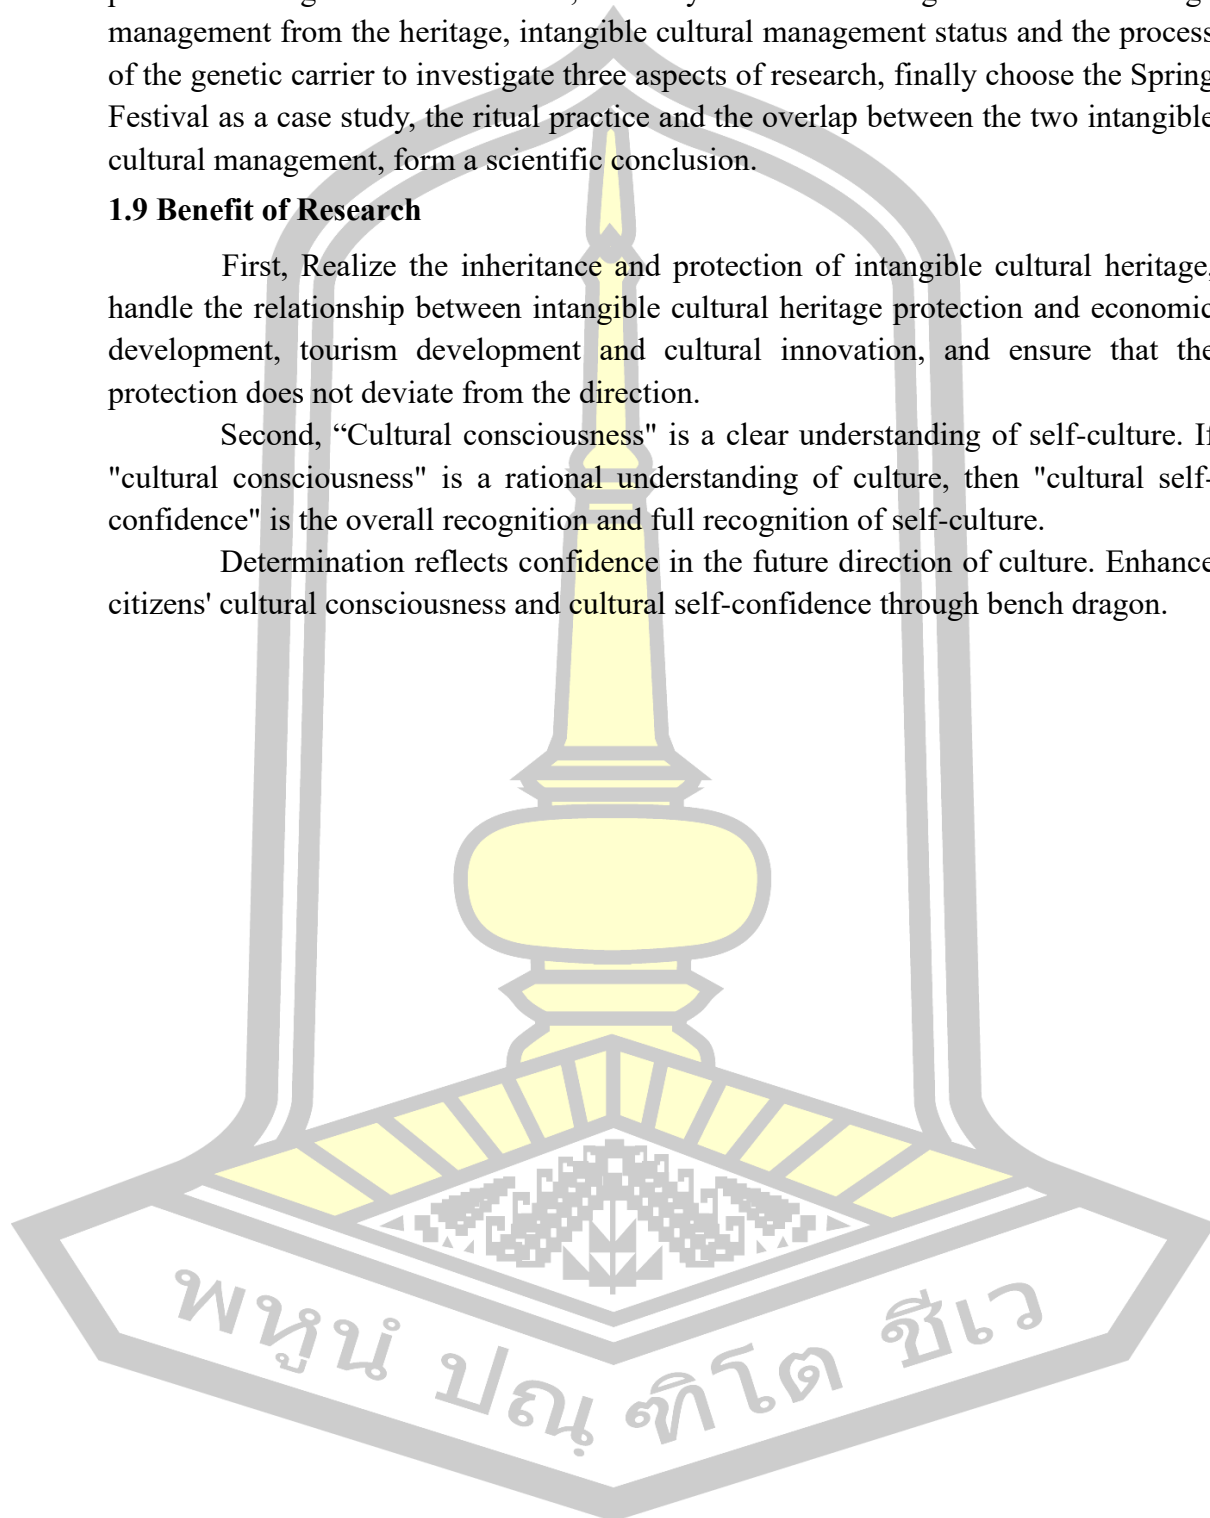 management from the heritage, intangible cultural management status and the process
of the genetic carrier to investigate three aspects of research, finally choose the Spring
Festival as a case study, the ritual practice and the overlap between the two intangible
cultural management, form a scientific conclusion.
1.9 Benefit of Research
First, Realize the inheritance and protection of intangible cultural heritage,
handle the relationship between intangible cultural heritage protection and economic
development, tourism development and cultural innovation, and ensure that the
protection does not deviate from the direction.
Second, “Cultural consciousness" is a clear understanding of self-culture. If
"cultural consciousness" is a rational understanding of culture, then "cultural self-
confidence" is the overall recognition and full recognition of self-culture.
Determination reflects confidence in the future direction of culture. Enhance
citizens' cultural consciousness and cultural self-confidence through bench dragon.
พหูนํ ปณฺฑิโต ชีเว